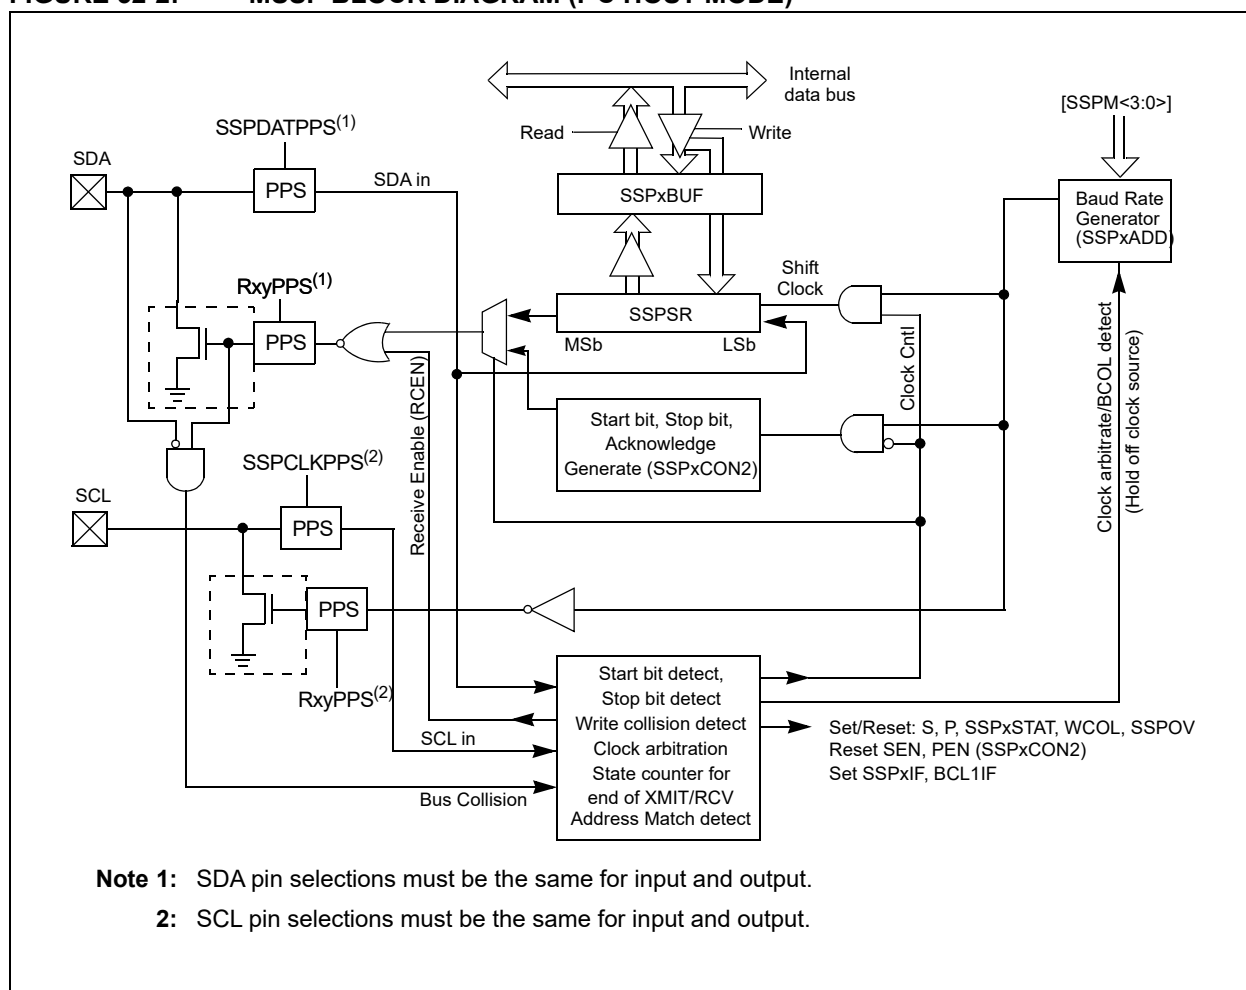 Internal
data bus
[SSPM<3:0>]
SSPDATPPS(1)
Read
Write
SDA
PPS
SDA in
SSPxBUF
Baud Rate
Generator
(SSPxADD)
RxyPPS(1)
Shift
Clock
PPS
SSPSR
MSb
LSb
Clock Cntl
Receive Enable (RCEN)
Clock arbitrate/BCOL detect
(Hold off clock source)
Start bit, Stop bit,
Acknowledge
Generate (SSPxCON2)
SSPCLKPPS(2)
SCL
PPS
PPS
RxyPPS(2)
SCL in
Bus Collision
Start bit detect,
Stop bit detect
Write collision detect
Clock arbitration
State counter for
end of XMIT/RCV
Address Match detect
Set/Reset: S, P, SSPxSTAT, WCOL, SSPOV
Reset SEN, PEN (SSPxCON2)
Set SSPxIF, BCL1IF
Note 1: SDA pin selections must be the same for input and output.
2: SCL pin selections must be the same for input and output.